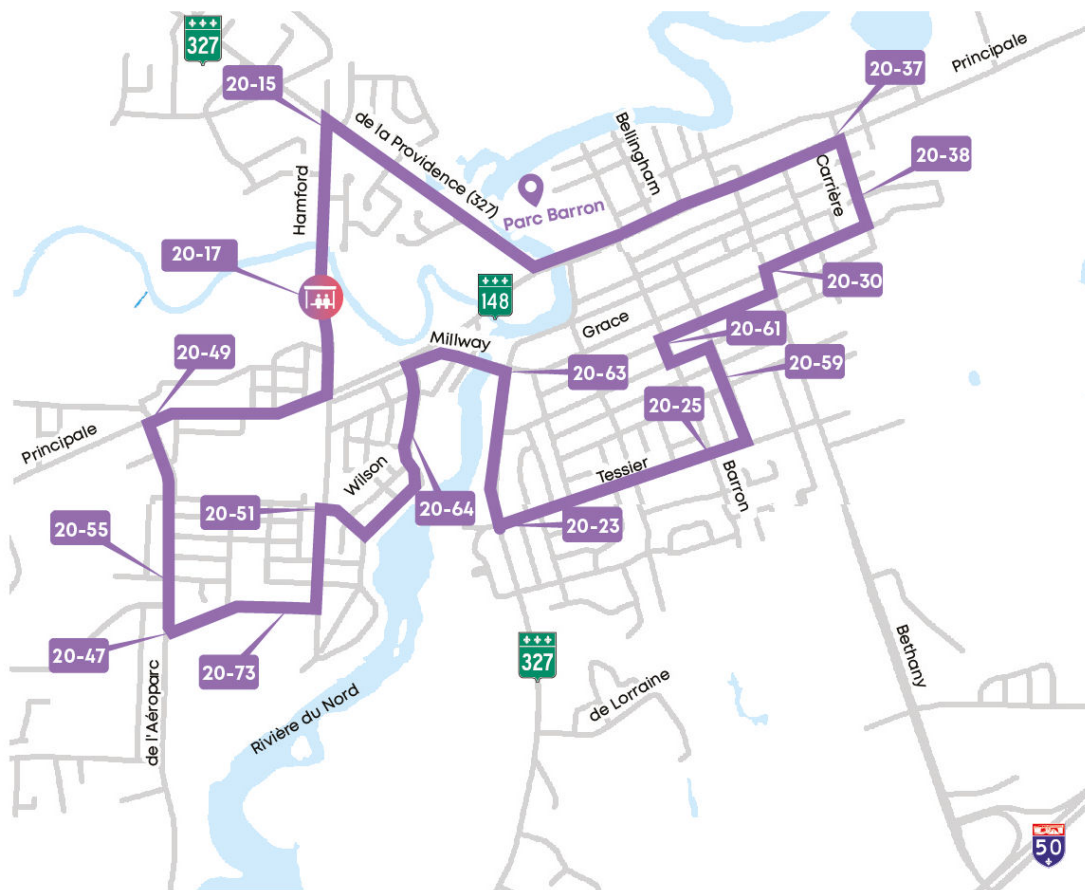 327
20-15
de la Providence (327)
Principale
20-37
Bellingham
Carrière
20-38
Hamford
Parc Barron
20-17
148
20-30
Grace
20-61
Millway
20-49
20-63
20-59
20-25
Principale
Wilson
Tessier
Barron
20-51
20-64
20-23
20-55
20-47
20-73
327
Bethany
de Lorraine
Rivière du Nord
de l'Aéroparc
50